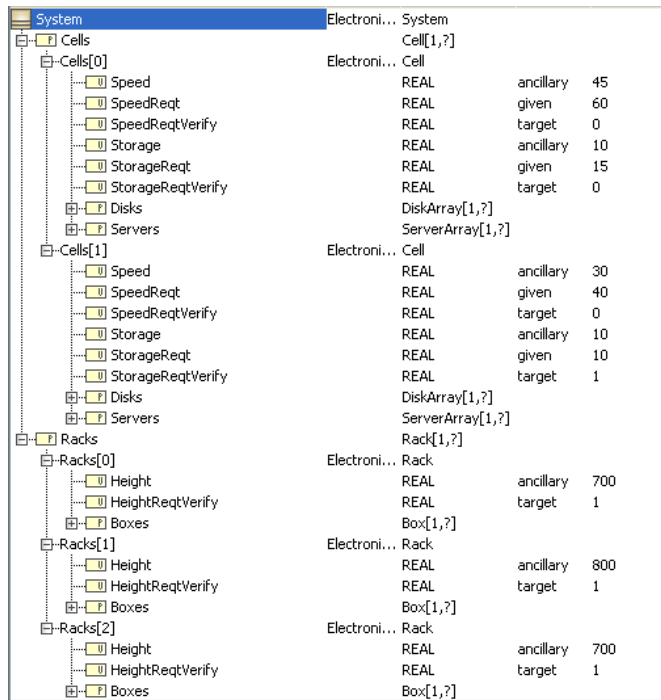 System Electroni... System
P Cells Cell[1,?]
Cells[0] Electroni... Cell
U Speed REAL ancillary 45
U SpeedReqt REAL given 60
U SpeedReqtVerify REAL target 0
U Storage REAL ancillary 10
U StorageReqt REAL given 15
U StorageReqtVerify REAL target 0
P Disks DiskArray[1,?]
P Servers ServerArray[1,?]
Cells[1] Electroni... Cell
U Speed REAL ancillary 30
U SpeedReqt REAL given 40
U SpeedReqtVerify REAL target 0
U Storage REAL ancillary 10
U StorageReqt REAL given 10
U StorageReqtVerify REAL target 1
P Disks DiskArray[1,?]
P Servers ServerArray[1,?]
P Racks Rack[1,?]
Racks[0] Electroni... Rack
U Height REAL ancillary 700
U HeightReqtVerify REAL target 1
P Boxes Box[1,?]
Racks[1] Electroni... Rack
U Height REAL ancillary 800
U HeightReqtVerify REAL target 1
P Boxes Box[1,?]
Racks[2] Electroni... Rack
U Height REAL ancillary 700
U HeightReqtVerify REAL target 1
P Boxes Box[1,?]